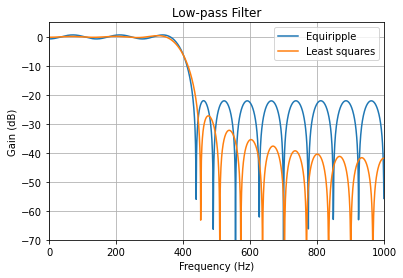 Low-pass Filter
Equiripple
Least squares
Gain (dB)
0
−10
−20
−30
−40
−50
−60
−70
0 200 400 600 800 1000
Frequency (Hz)